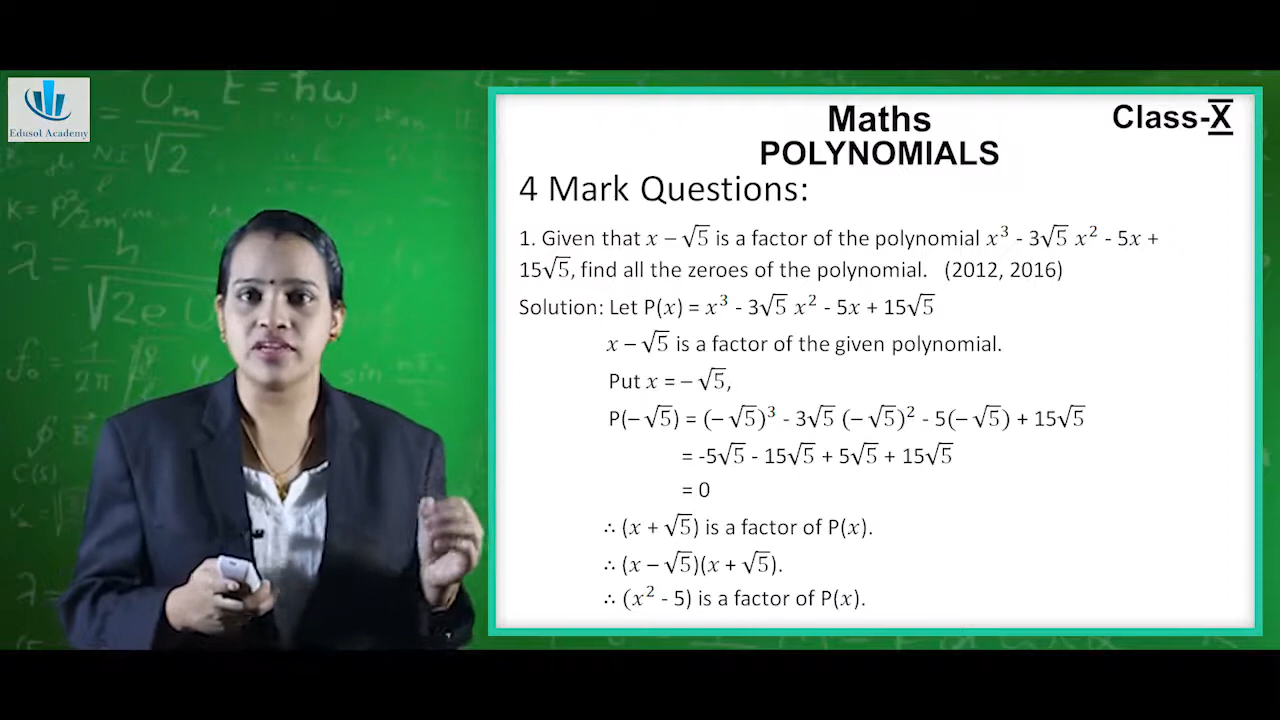 Edusol Academy
Maths
Class-X
POLYNOMIALS
4 Mark Questions:
1. Given that x − √5 is a factor of the polynomial x³ - 3√5 x² - 5x +
15√5, find all the zeroes of the polynomial. (2012, 2016)
Solution: Let P(x) = x³ - 3√5 x² - 5x + 15√5
x − √5 is a factor of the given polynomial.
Put x = − √5,
P(−√5) = (− √5)³ - 3√5 (− √5)² - 5(− √5) + 15√5
= -5√5 - 15√5 + 5√5 + 15√5
= 0
∴ (x + √5) is a factor of P(x).
∴ (x − √5)(x + √5).
∴ (x² - 5) is a factor of P(x).